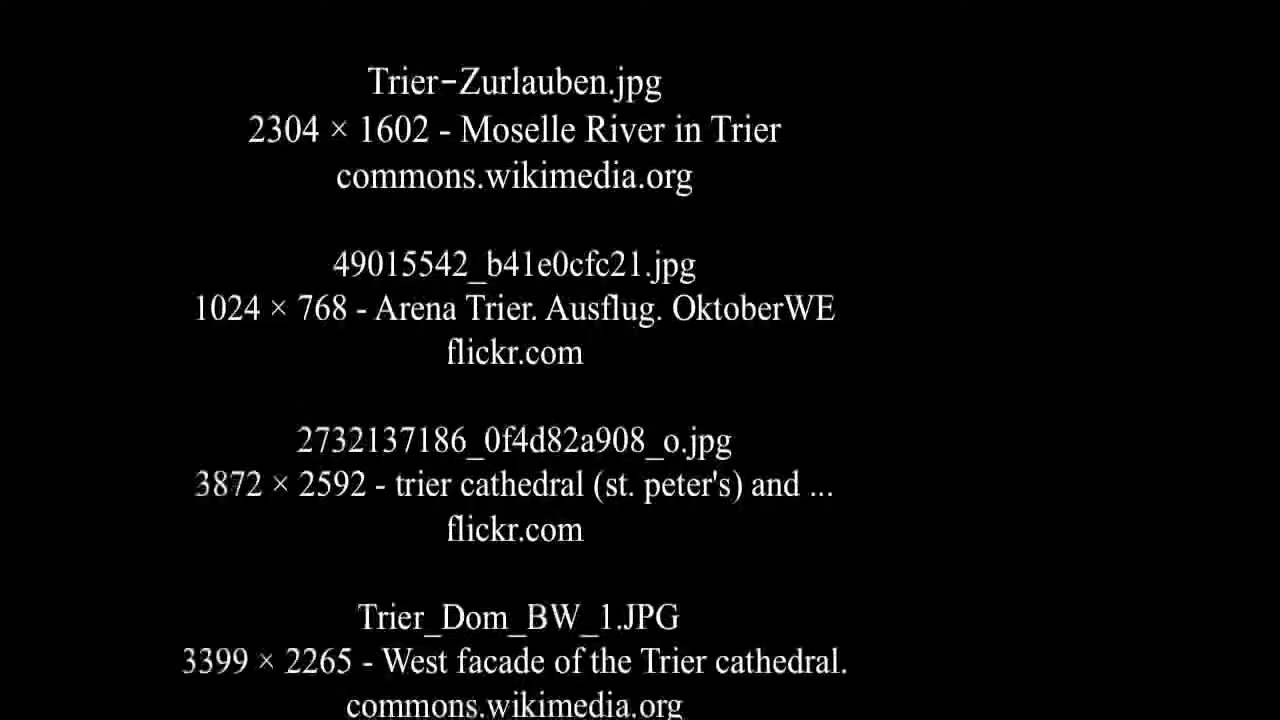 Trier-Zurlauben.jpg
2304 × 1602 - Moselle River in Trier
commons.wikimedia.org
49015542_b41e0cfc21.jpg
1024 × 768 - Arena Trier. Ausflug. OktoberWE
flickr.com
2732137186_0f4d82a908_o.jpg
3872 × 2592 - trier cathedral (st. peter's) and ...
flickr.com
Trier_Dom_BW_1.JPG
3399 × 2265 - West facade of the Trier cathedral.
commons.wikimedia.org